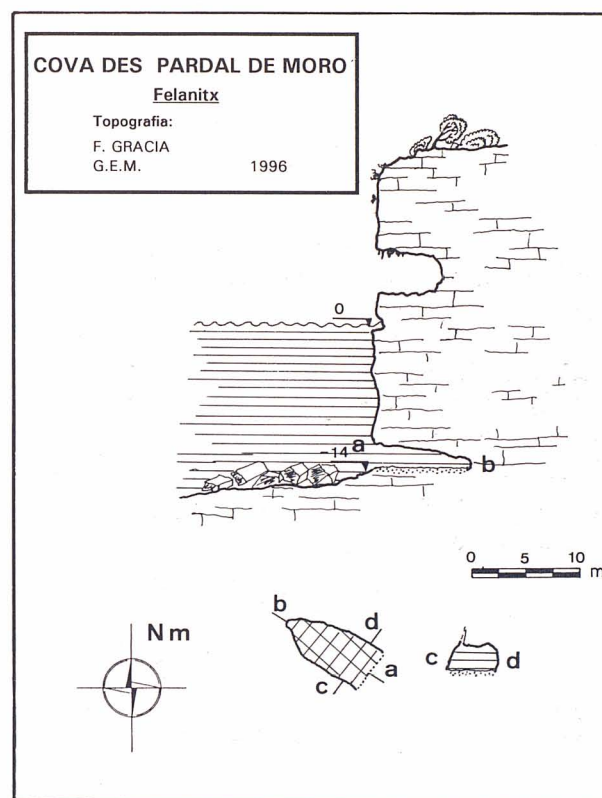 COVA DES PARDAL DE MORO
Felanitx
Topografia:
F. GRACIA
G.E.M. 1996
0
a
-14
b
0 5 10
m
Nm
b
d
a
c
c
d